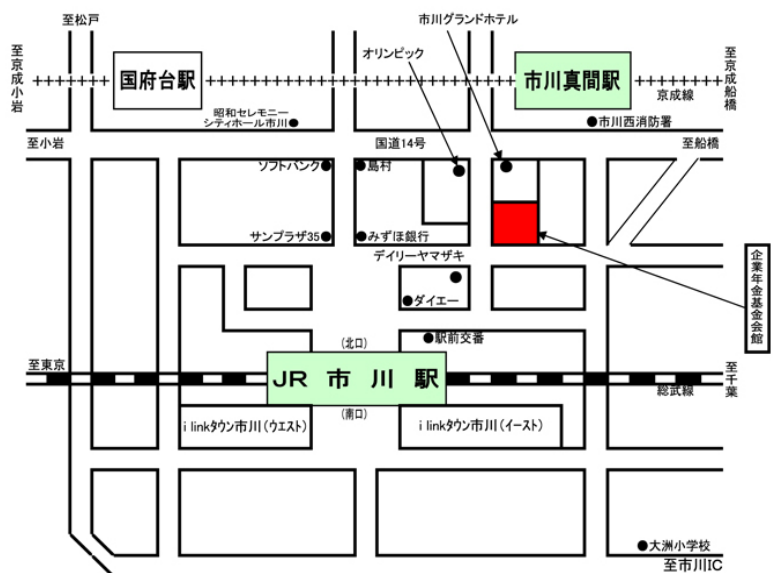 至松戸
市川グランドホテル
オリンピック
至京成小岩
国府台駅
市川真間駅
至京成船橋
京成線
昭和セレモニー
シティホール市川
市川西消防署
至小岩
国道14号
至船橋
ソフトバンク
島村
サンプラザ35
みずほ銀行
デイリーヤマザキ
企業年金基金会館
ダイエー
駅前交番
(北口)
至東京
JR 市 川 駅
総武線
至千葉
(南口)
i linkタウン市川(ウエスト)
i linkタウン市川(イースト)
大洲小学校
至市川IC